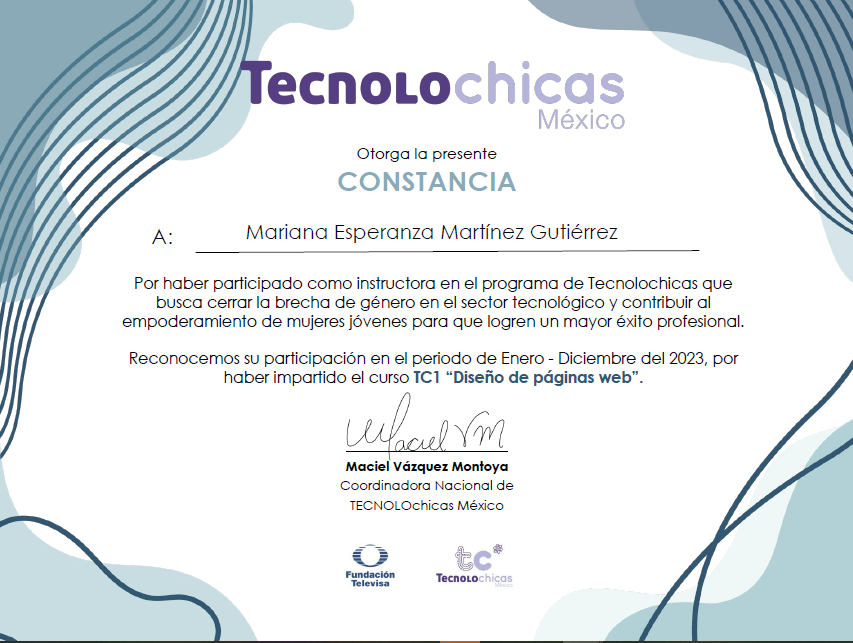 TecnoLochicas
México
Otorga la presente
CONSTANCIA
A: Mariana Esperanza Martínez Gutiérrez
Por haber participado como instructora en el programa de Tecnolochicas que
busca cerrar la brecha de género en el sector tecnológico y contribuir al
empoderamiento de mujeres jóvenes para que logren un mayor éxito profesional.
Reconocemos su participación en el periodo de Enero - Diciembre del 2023, por
haber impartido el curso TC1 “Diseño de páginas web”.
Maciel VM
Maciel Vázquez Montoya
Coordinadora Nacional de
TECNOLOchicas México
Fundación
Televisa
tc
TecnoLochicas
México